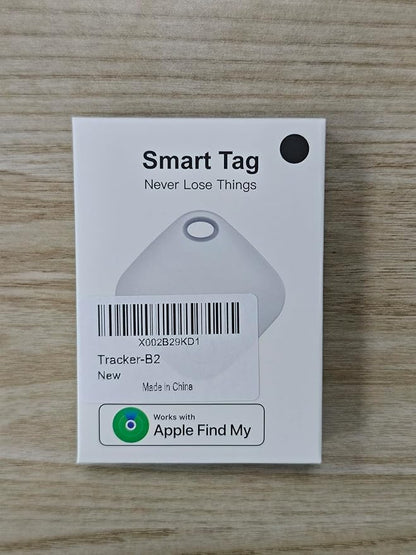 Smart Tag
Never Lose Things
X002B29KD1
Tracker-B2
New
Made in China
Works with
Apple Find My